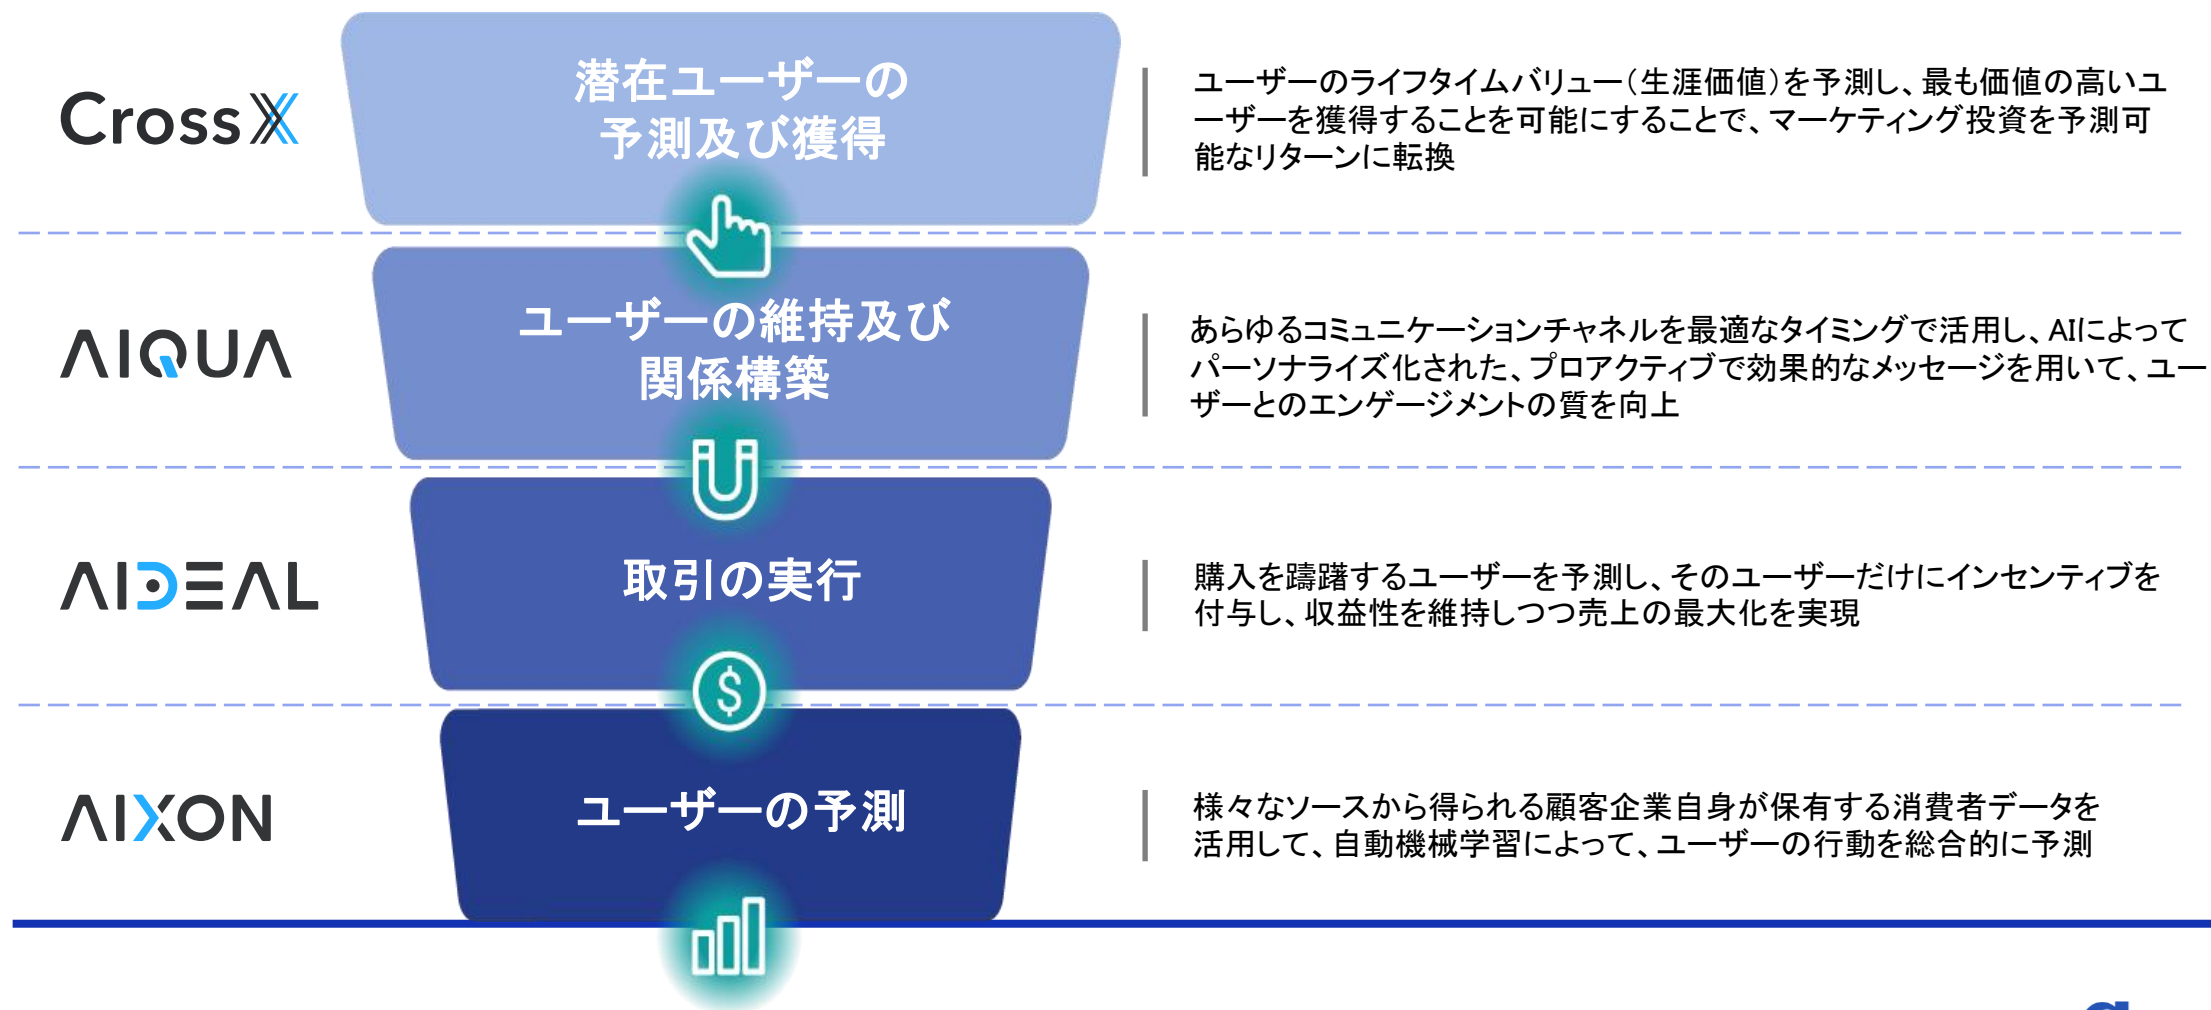 CrossX
潜在ユーザーの
予測及び獲得
ユーザーのライフタイムバリュー（生涯価値）を予測し、最も価値の高いユ
ーザーを獲得することを可能にすることで、マーケティング投資を予測可
能なリターンに転換
AIQUA
ユーザーの維持及び
関係構築
あらゆるコミュニケーションチャネルを最適なタイミングで活用し、AIによって
パーソナライズ化された、プロアクティブで効果的なメッセージを用いて、ユー
ザーとのエンゲージメントの質を向上
AIDEAL
取引の実行
購入を躊躇するユーザーを予測し、そのユーザーだけにインセンティブを
付与し、収益性を維持しつつ売上の最大化を実現
$
AIXON
ユーザーの予測
様々なソースから得られる顧客企業自身が保有する消費者データを
活用して、自動機械学習によって、ユーザーの行動を総合的に予測